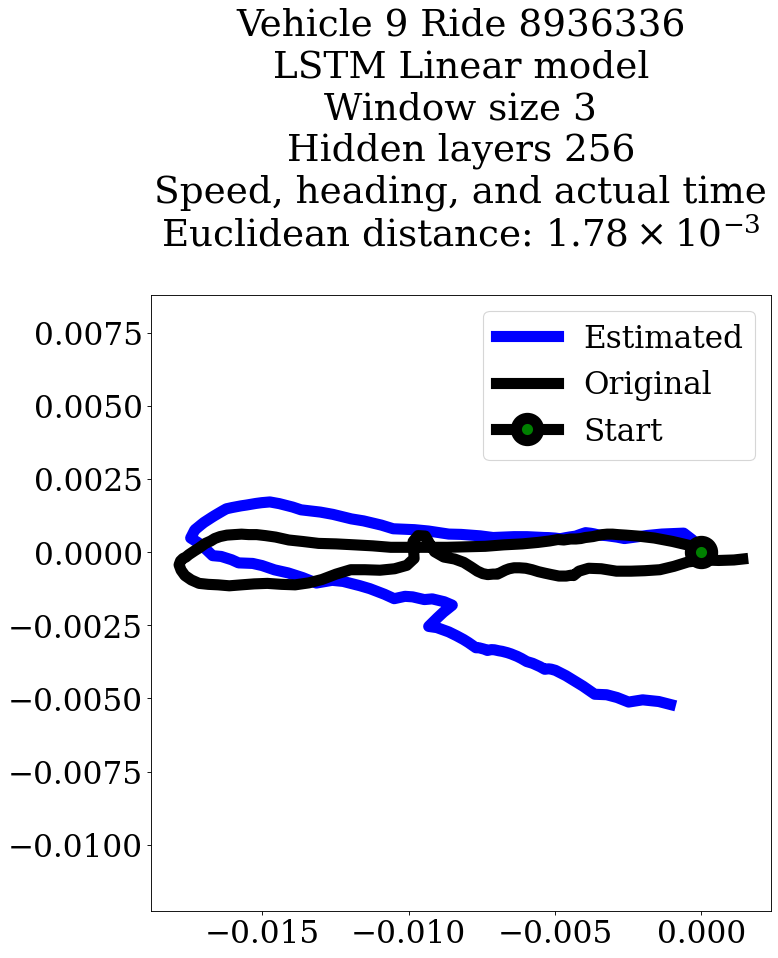 Vehicle 9 Ride 8936336
LSTM Linear model
Window size 3
Hidden layers 256
Speed, heading, and actual time
Euclidean distance: 1.78 × 10⁻³
Estimated
Original
Start
0.0075
0.0050
0.0025
0.0000
−0.0025
−0.0050
−0.0075
−0.0100
−0.015 −0.010 −0.005 0.000